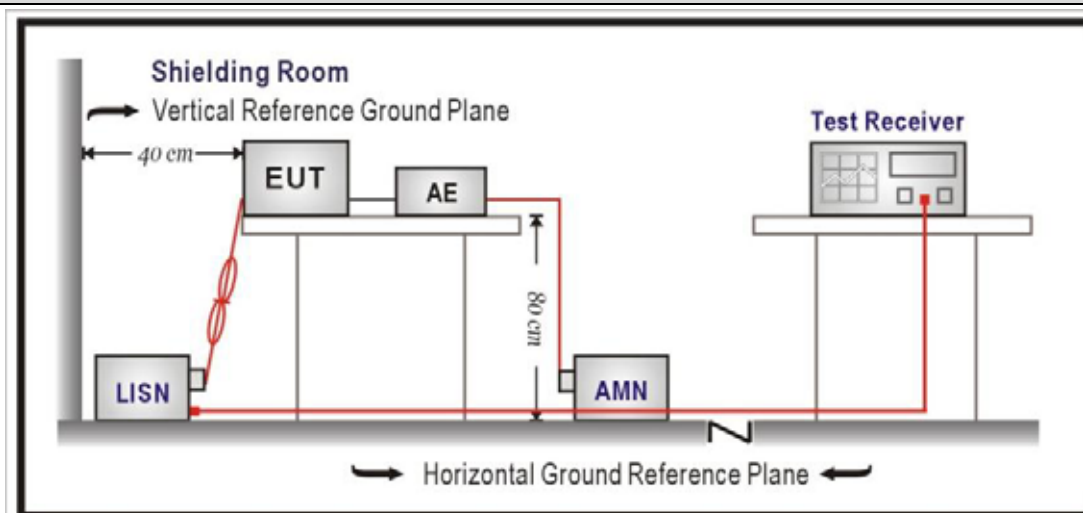 Shielding Room
Vertical Reference Ground Plane
Test Receiver
40 cm
EUT
AE
80 cm
LISN
AMN
Horizontal Ground Reference Plane